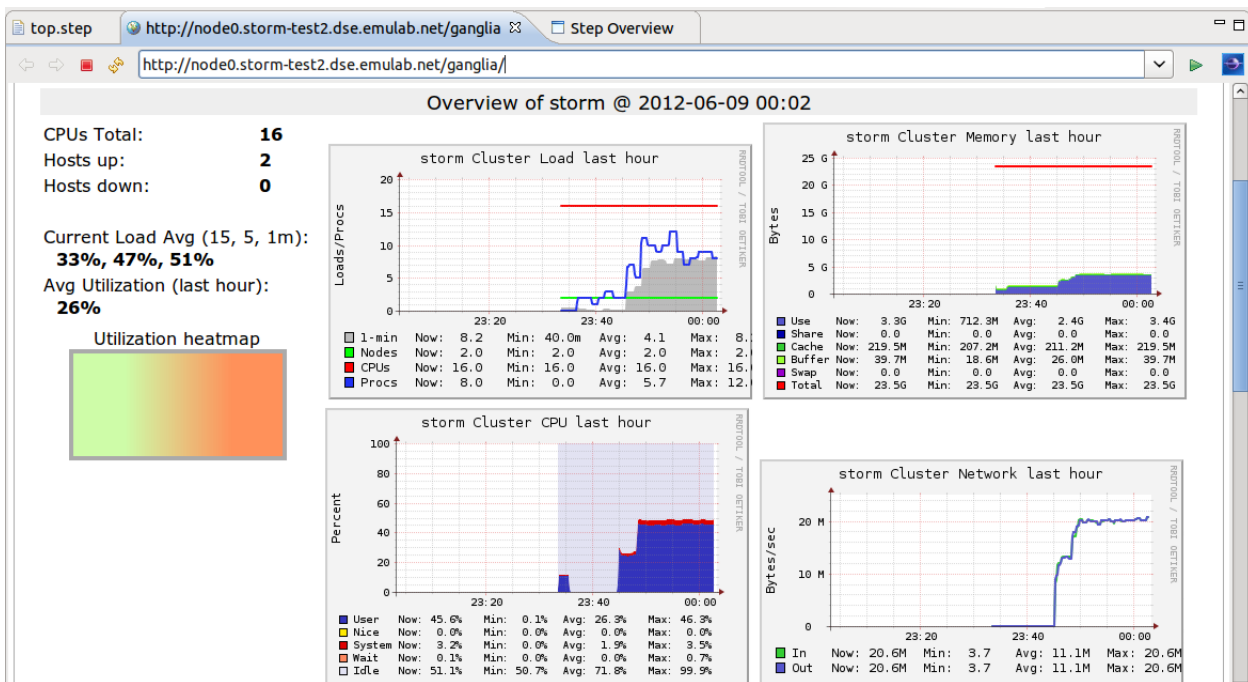 top.step http://node0.storm-test2.dse.emulab.net/ganglia Step Overview
http://node0.storm-test2.dse.emulab.net/ganglia/
Overview of storm @ 2012-06-09 00:02
CPUs Total: 16
Hosts up: 2
Hosts down: 0
Current Load Avg (15, 5, 1m):
33%, 47%, 51%
Avg Utilization (last hour):
26%
Utilization heatmap
storm Cluster Load last hour
RRDTOOL / TOBI OETIKER
Loads/Procs
20
15
10
5
0
23:20 23:40 00:00
1-min Now: 8.2 Min: 40.0m Avg: 4.1 Max: 8.
Nodes Now: 2.0 Min: 2.0 Avg: 2.0 Max: 2.
CPUs Now: 16.0 Min: 16.0 Avg: 16.0 Max: 16.
Procs Now: 8.0 Min: 0.0 Avg: 5.7 Max: 12.
storm Cluster Memory last hour
RRDTOOL / TOBI OETIKER
Bytes
25 G
20 G
15 G
10 G
5 G
0
23:20 23:40 00:00
Use Now: 3.3G Min: 712.3M Avg: 2.4G Max: 3.4G
Share Now: 0.0 Min: 0.0 Avg: 0.0 Max: 0.0
Cache Now: 219.5M Min: 207.2M Avg: 211.2M Max: 219.5M
Buffer Now: 39.7M Min: 18.6M Avg: 26.0M Max: 39.7M
Swap Now: 0.0 Min: 0.0 Avg: 0.0 Max: 0.0
Total Now: 23.5G Min: 23.5G Avg: 23.5G Max: 23.5G
storm Cluster CPU last hour
RRDTOOL / TOBI OETIKER
Percent
100
80
60
40
20
0
23:20 23:40 00:00
User Now: 45.6% Min: 0.1% Avg: 26.3% Max: 46.3%
Nice Now: 0.0% Min: 0.0% Avg: 0.0% Max: 0.0%
System Now: 3.2% Min: 0.0% Avg: 1.9% Max: 3.5%
Wait Now: 0.1% Min: 0.0% Avg: 0.0% Max: 0.7%
Idle Now: 51.1% Min: 50.7% Avg: 71.8% Max: 99.9%
storm Cluster Network last hour
RRDTOOL / TOBI OETIKER
Bytes/sec
20 M
10 M
0
23:20 23:40 00:00
In Now: 20.6M Min: 3.7 Avg: 11.1M Max: 20.6M
Out Now: 20.6M Min: 3.7 Avg: 11.1M Max: 20.6M